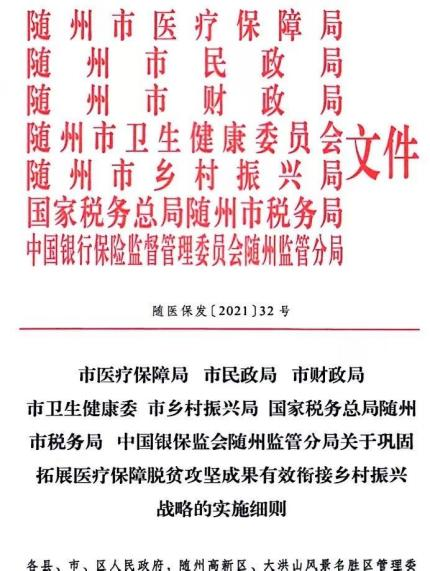 随州市医疗保障局
随州市民政局
随州市财政局
随州市卫生健康委员会
随州市乡村振兴局
国家税务总局随州市税务局
中国银行保险监督管理委员会随州监管分局
文件
随医保发〔2021〕32号
市医疗保障局 市民政局 市财政局
市卫生健康委 市乡村振兴局 国家税务总局随州
市税务局 中国银保监会随州监管分局关于巩固
拓展医疗保障脱贫攻坚成果有效衔接乡村振兴
战略的实施细则
各县、市、区人民政府，随州高新区、大洪山风景名胜区管理委